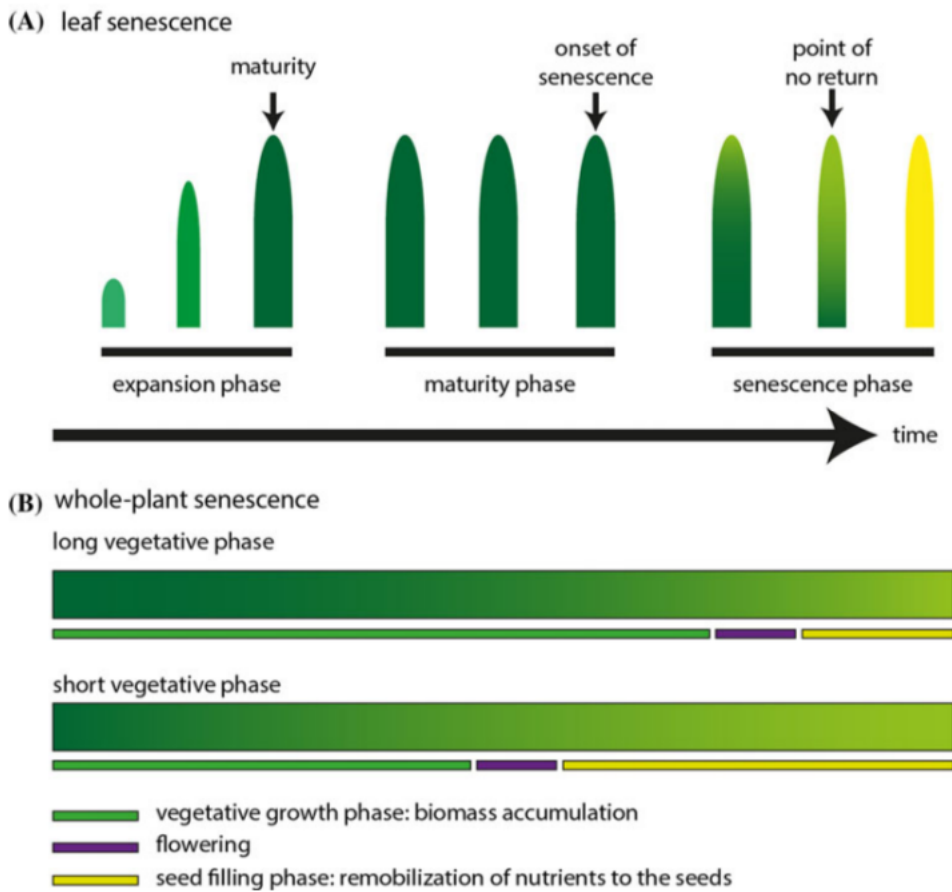 (A) leaf senescence
maturity
onset of
senescence
point of
no return
expansion phase
maturity phase
senescence phase
time
(B) whole-plant senescence
long vegetative phase
short vegetative phase
vegetative growth phase: biomass accumulation
flowering
seed filling phase: remobilization of nutrients to the seeds